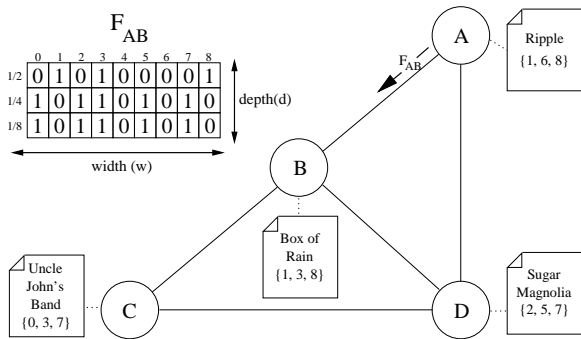 F_AB
0 1 2 3 4 5 6 7 8
1/2 0 1 0 1 0 0 0 0 1
1/4 1 0 1 1 0 1 0 1 0
1/8 1 0 1 1 0 1 0 1 0
depth(d)
width (w)
F_AB
A
Ripple
{1, 6, 8}
B
Box of
Rain
{1, 3, 8}
Uncle
John's
Band
{0, 3, 7}
C
D
Sugar
Magnolia
{2, 5, 7}